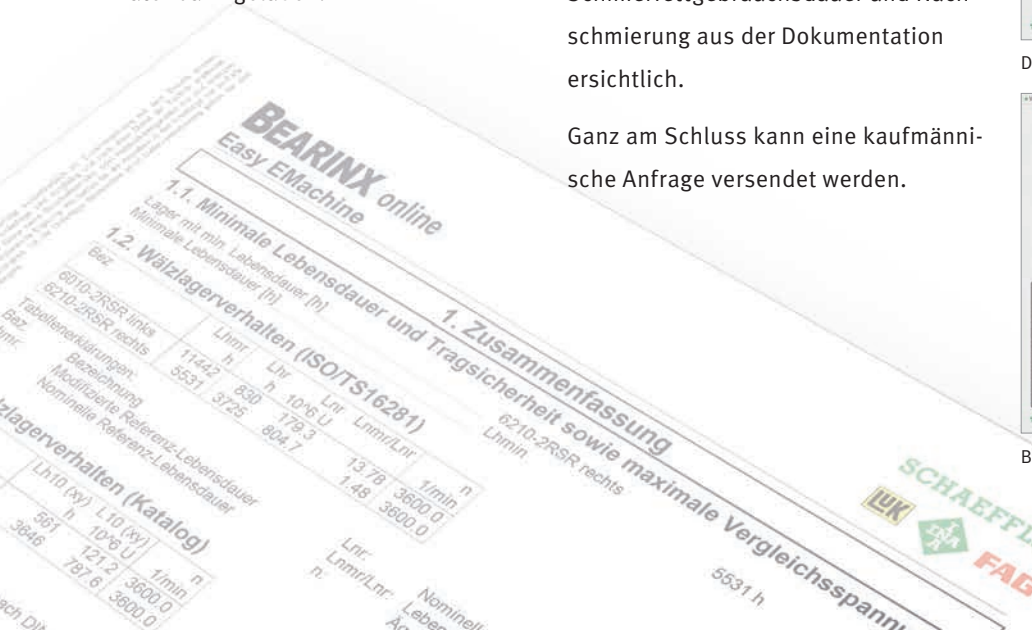 schmierung aus der Dokumentation
ersichtlich.
Ganz am Schluss kann eine kaufmänni-
sche Anfrage versendet werden.
BEARINX online
Easy EMachine
1. Zusammenfassung
1.1. Minimale Lebensdauer und Tragsicherheit sowie maximale
Lager mit min. Lebensdauer 6210-2RSR rechts
Minimale Lebensdauer [h] Lhmin 5531 h
1.2. Wälzlagerverhalten (ISO/TS16281)
Bez. Lhmr Lhr Lnr Lnmr/Lnr n
h h 10^6 U 1/min
6010-2RSR links 11442 830 179.3 13.78 3600.0
6210-2RSR rechts 5531 3725 804.7 1.48 3600.0
Tabellenerklärungen:
Bez. Bezeichnung Lnr:
Modifizierte Referenz-Lebensdauer Lnmr/Lnr:
Nominelle Referenz-Lebensdauer n:
(Katalog)
Lh10 (xy) L10 (xy) n
h 10^6 U 1/min
561 121.2 3600.0
3646 787.6 3600.0
LUK
INA
FAG